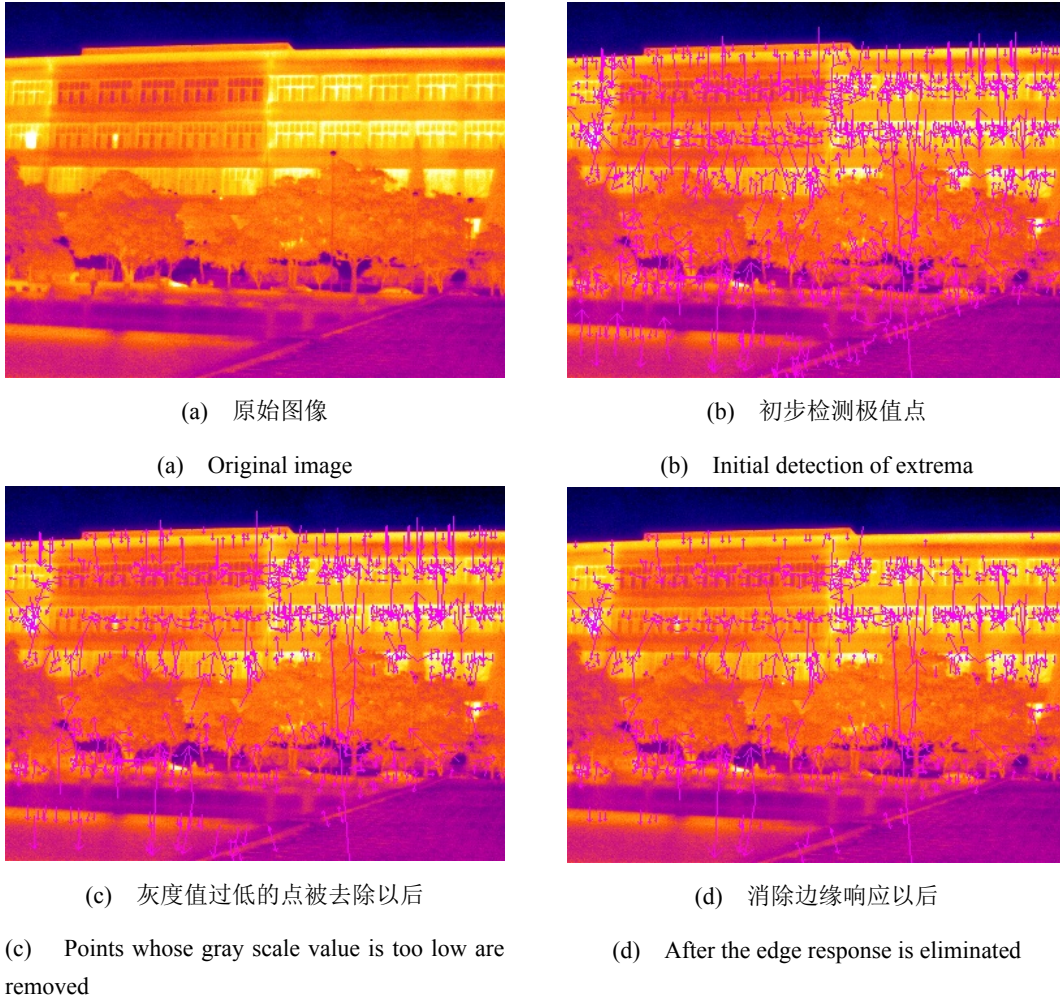 (a) 原始图像
(b) 初步检测极值点
(a) Original image
(b) Initial detection of extrema
(c) 灰度值过低的点被去除以后
(d) 消除边缘响应以后
(c) Points whose gray scale value is too low are
removed
(d) After the edge response is eliminated